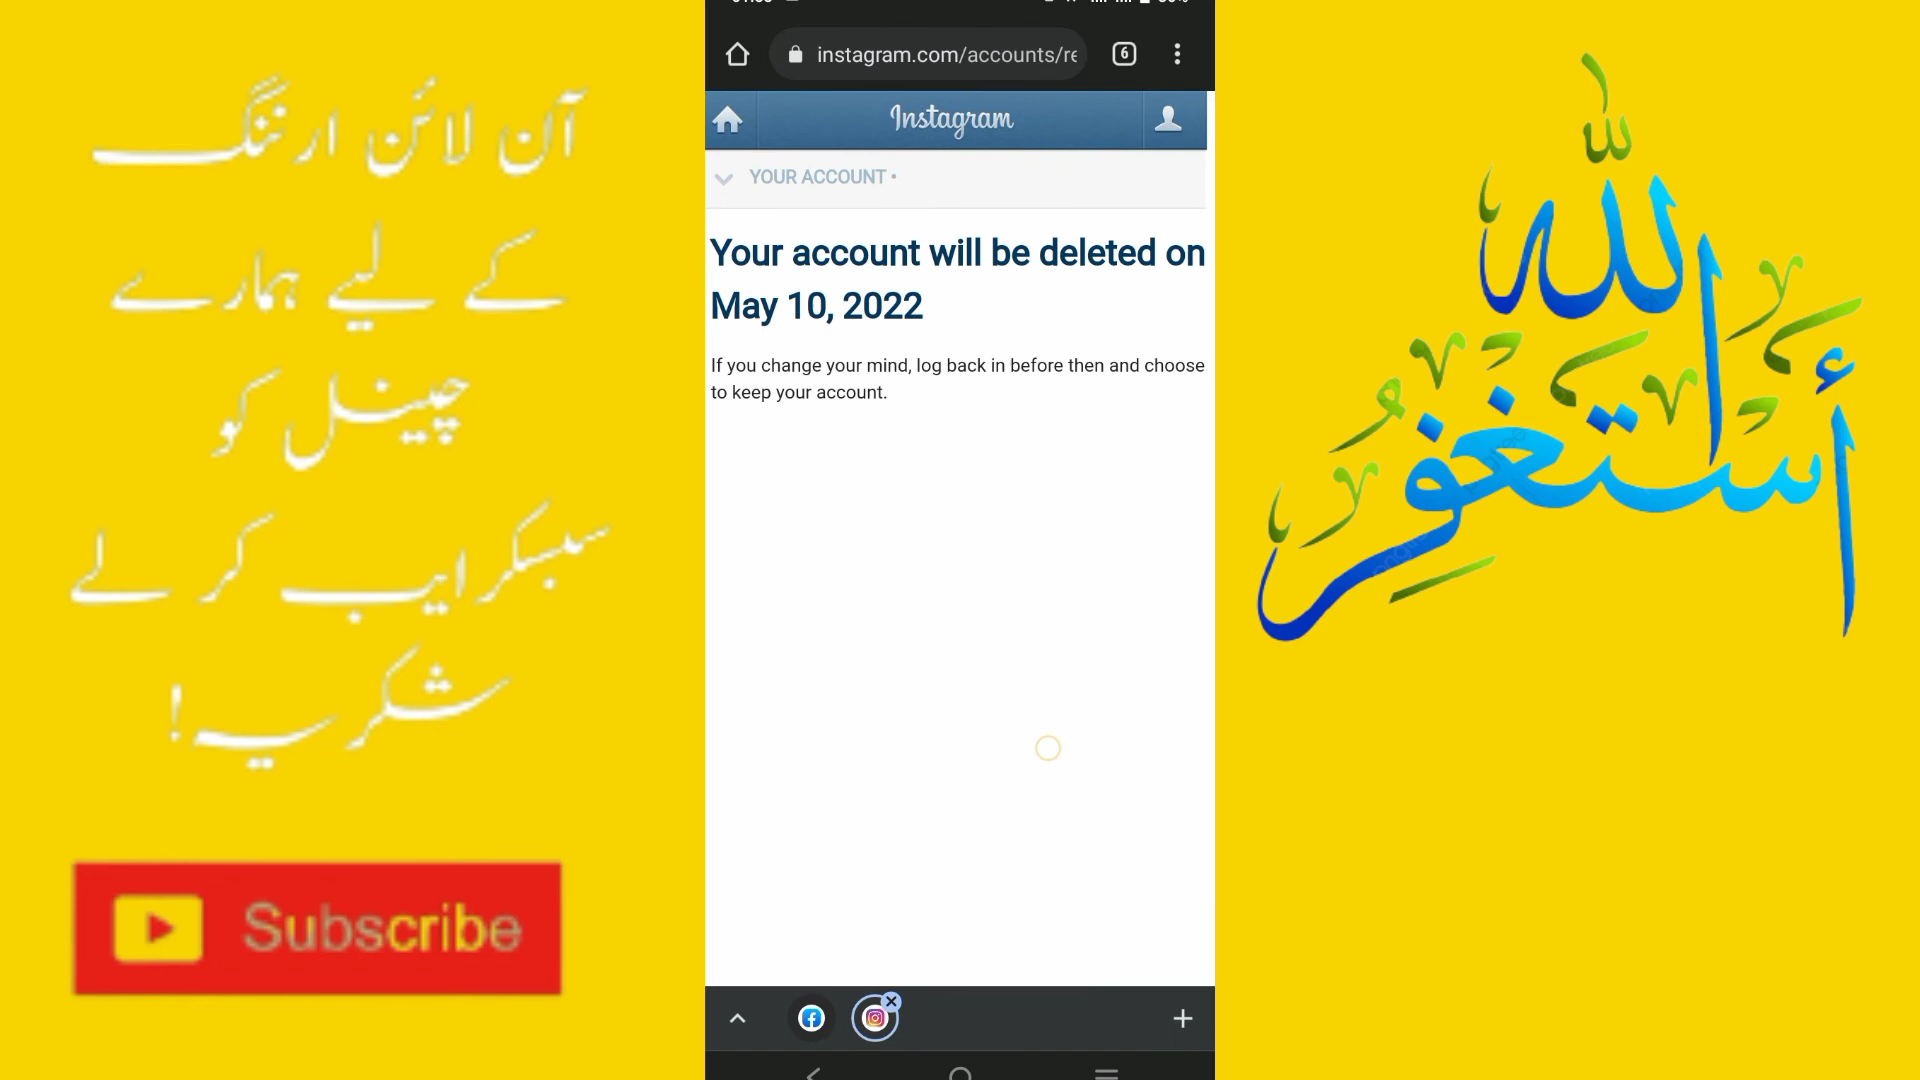 آن لائن ارننگ
کے لیے ہمارے
چینل کو
سبسکرایب کر لے
شکریہ!
Subscribe
instagram.com/accounts/re
6
Instagram
YOUR ACCOUNT •
Your account will be deleted on
May 10, 2022
If you change your mind, log back in before then and choose
to keep your account.
أستغفر الله